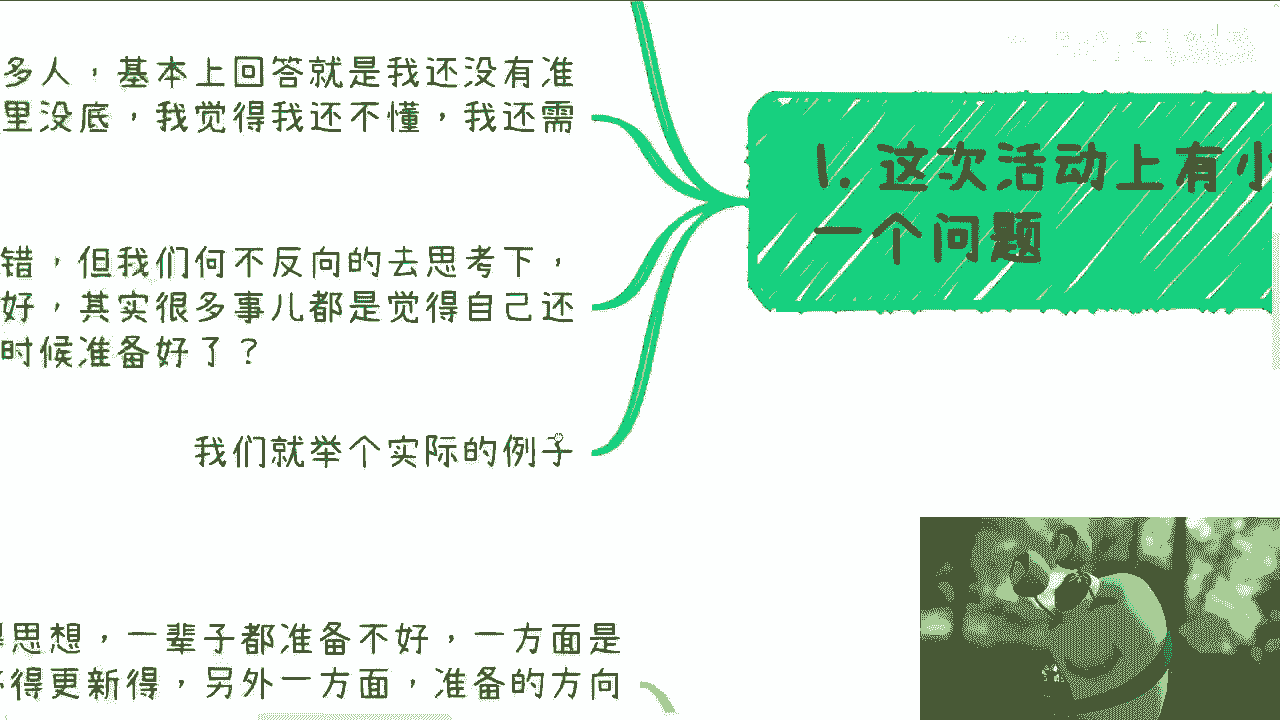 多人，基本上回答就是我还没有准
里没底，我觉得我还不懂，我还需
错，但我们何不反向的去思考下，
好，其实很多事儿都是觉得自己还
时候准备好了？
我们就举个实际的例子
1. 这次活动上有小
一个问题
思想，一辈子都准备不好，一方面是
得更新得，另外一方面，准备的方向